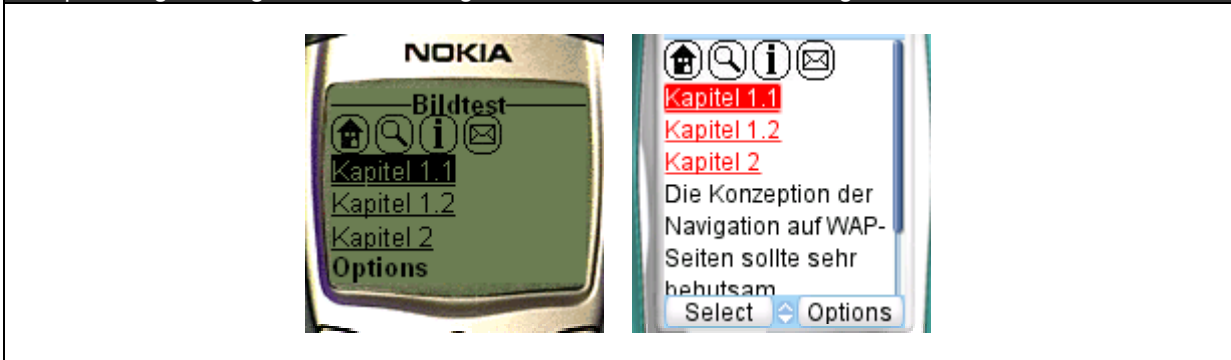 NOKIA
Bildtest
Kapitel 1.1
Kapitel 1.2
Kapitel 2
Options
Kapitel 1.1
Kapitel 1.2
Kapitel 2
Die Konzeption der
Navigation auf WAP-
Seiten sollte sehr
behutsam
Select Options